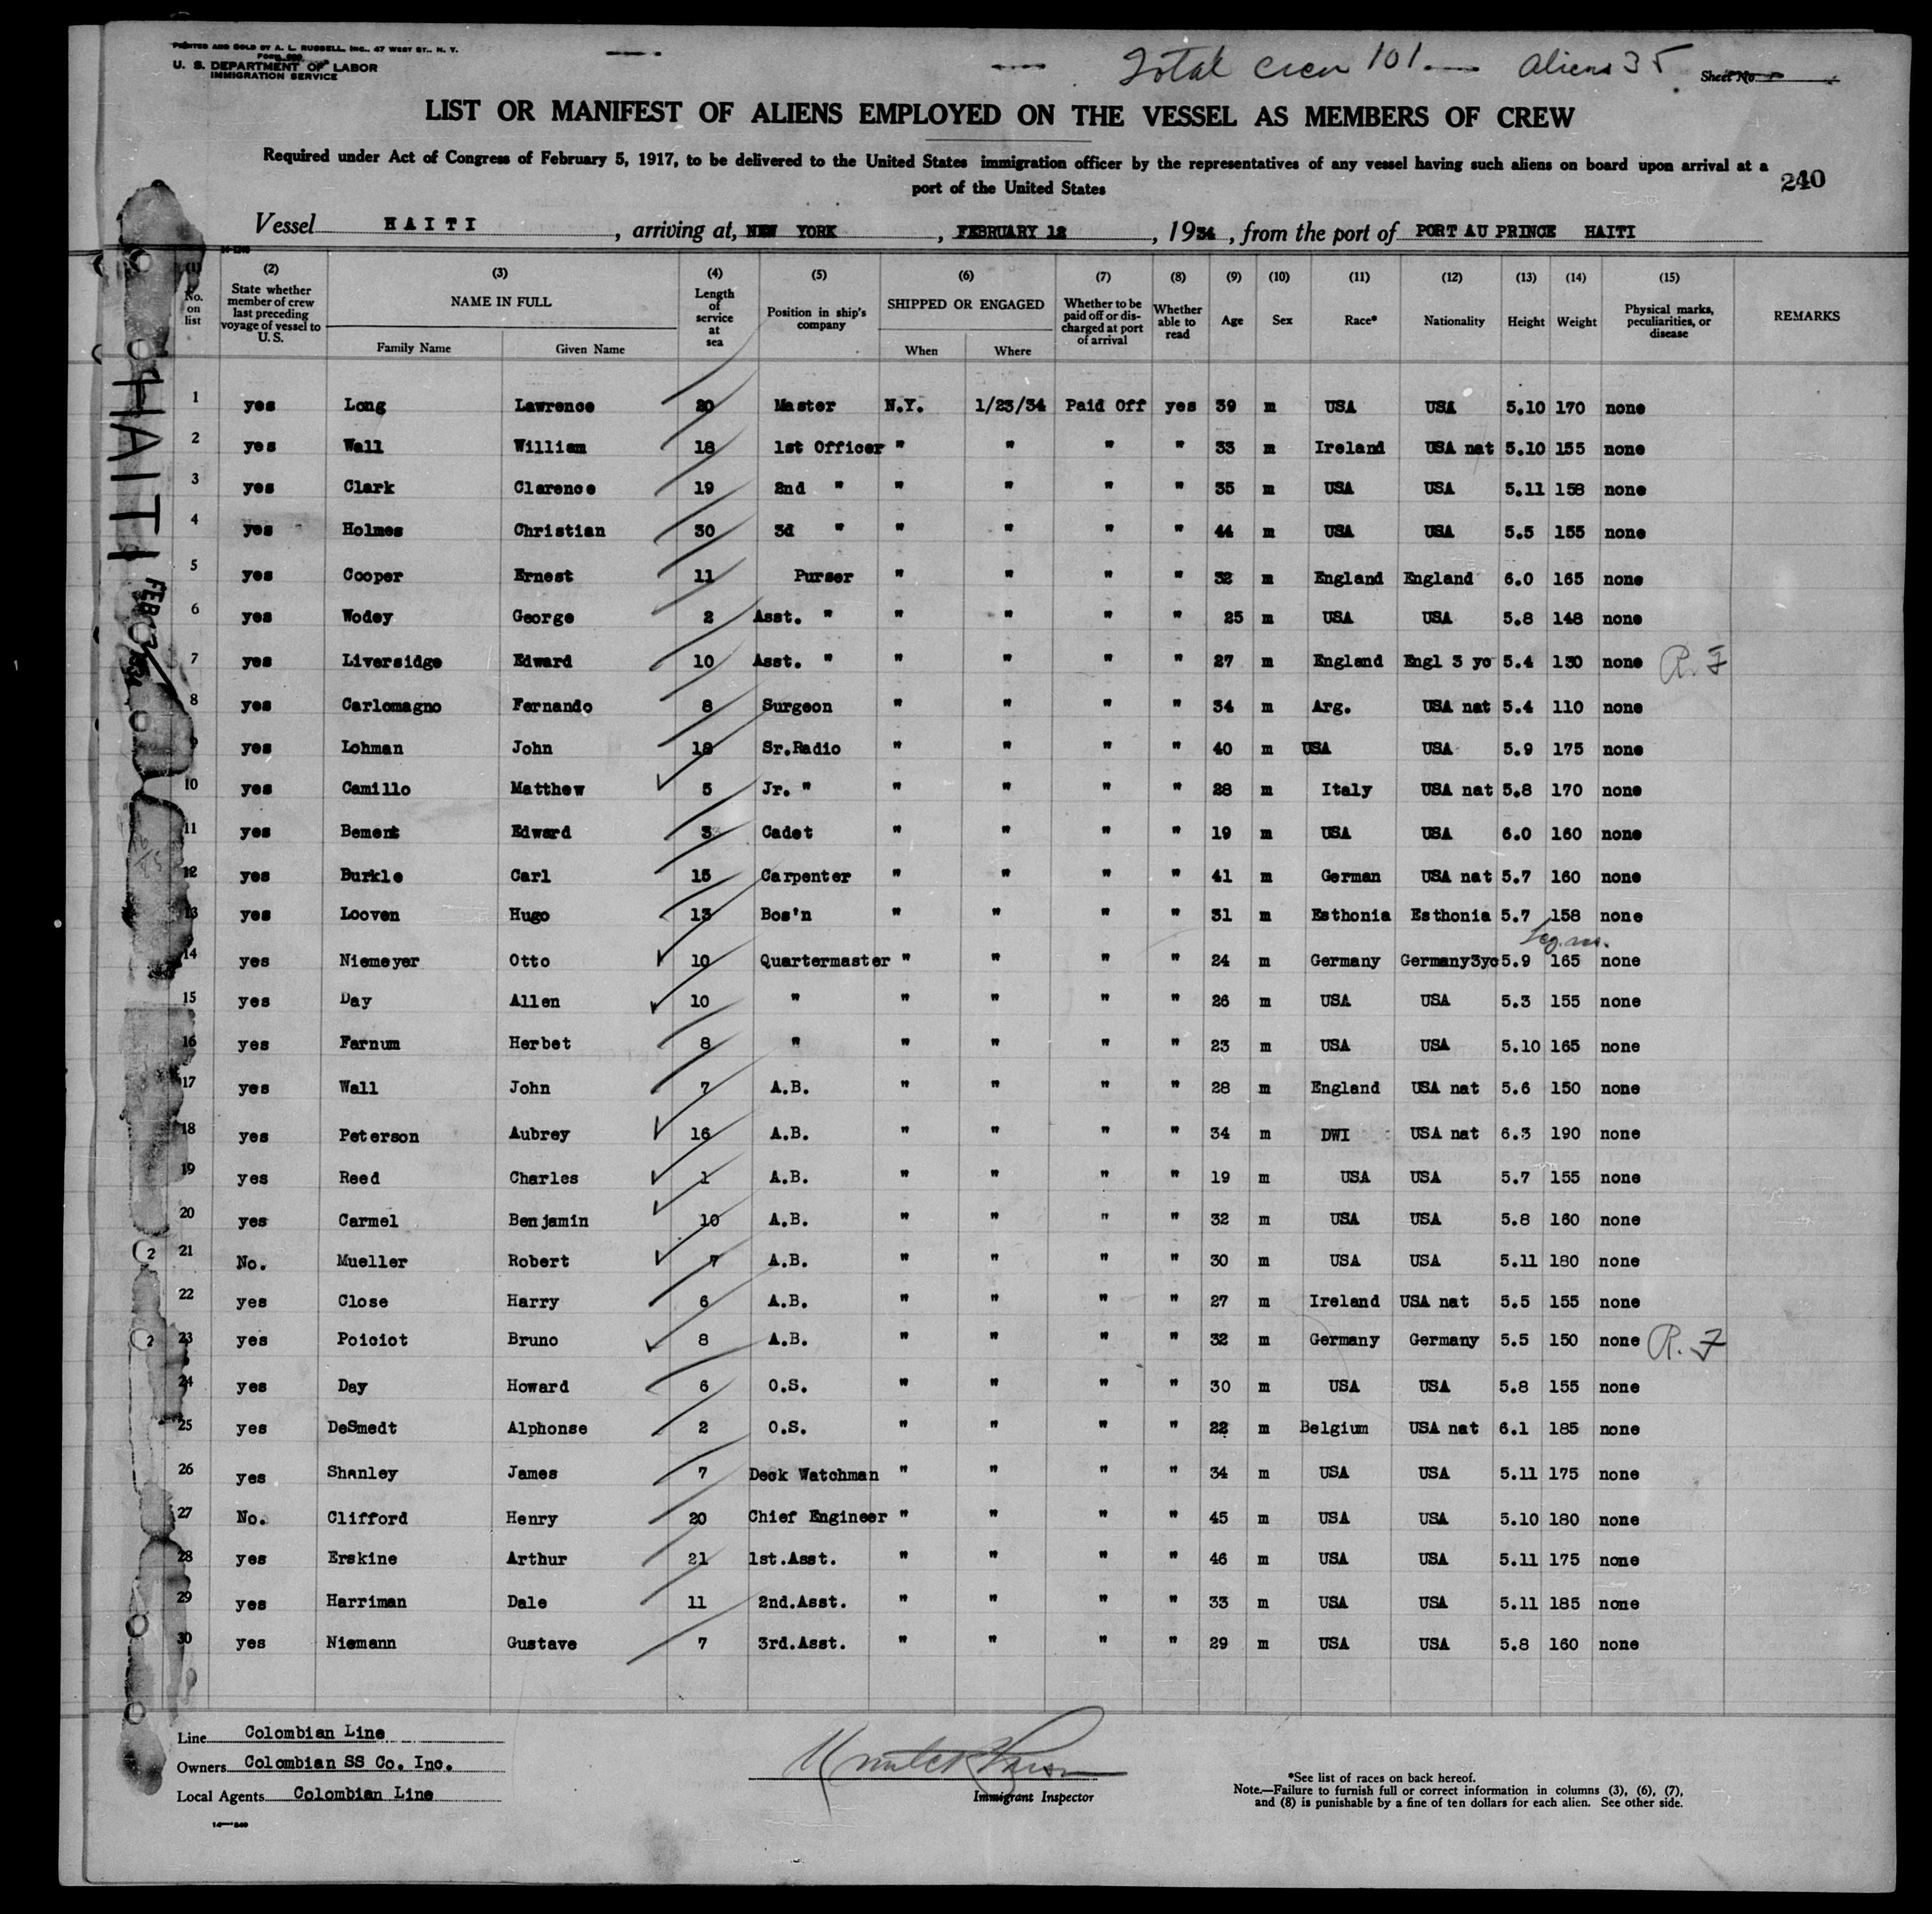 PRINTED AND SOLD BY A. L. RUSSELL, INC., 47 WEST ST., N. Y.
Form 680
U. S. DEPARTMENT OF LABOR
IMMIGRATION SERVICE
Total crew 101 — aliens 35
Sheet No.
LIST OR MANIFEST OF ALIENS EMPLOYED ON THE VESSEL AS MEMBERS OF CREW
Required under Act of Congress of February 5, 1917, to be delivered to the United States immigration officer by the representatives of any vessel having such aliens on board upon arrival at a
port of the United States
240
Vessel HAITI , arriving at, NEW YORK , FEBRUARY 12 , 1934 , from the port of PORT AU PRINCE HAITI
(1) No. on list (2) State whether member of crew last preceding voyage of vessel to U. S. (3) NAME IN FULL Family Name Given Name (4) Length of service at sea (5) Position in ship's company (6) SHIPPED OR ENGAGED When Where (7) Whether to be paid off or discharged at port of arrival (8) Whether able to read (9) Age (10) Sex (11) Race* (12) Nationality (13) Height (14) Weight (15) Physical marks, peculiarities, or disease REMARKS
1 yes Long Lawrence 20 Master N.Y. 1/23/34 Paid Off yes 39 m USA USA 5.10 170 none
2 yes Wall William 18 1st Officer " " " " 33 m Ireland USA nat 5.10 155 none
3 yes Clark Clarence 19 2nd " " " " " 35 m USA USA 5.11 158 none
4 yes Holmes Christian 30 3d " " " " " 44 m USA USA 5.5 155 none
5 yes Cooper Ernest 11 Purser " " " " 32 m England England 6.0 165 none
6 yes Wodey George 2 Asst. " " " " " 25 m USA USA 5.8 148 none
7 yes Liversidge Edward 10 Asst. " " " " " 27 m England Engl 3 yo 5.4 130 none R. F
8 yes Carlomagno Fernando 8 Surgeon " " " " 34 m Arg. USA nat 5.4 110 none
9 yes Lohman John 18 Sr.Radio " " " " 40 m USA USA 5.9 175 none
10 yes Camillo Matthew 5 Jr. " " " " " 28 m Italy USA nat 5.8 170 none
11 yes Bement Edward 3 Cadet " " " " 19 m USA USA 6.0 160 none
12 yes Burkle Carl 15 Carpenter " " " " 41 m German USA nat 5.7 160 none
13 yes Looven Hugo 13 Bos'n " " " " 31 m Esthonia Esthonia 5.7 158 none
14 yes Niemeyer Otto 10 Quartermaster " " " " 24 m Germany Germany3yo 5.9 165 none
15 yes Day Allen 10 " " " " " 26 m USA USA 5.3 155 none
16 yes Farnum Herbet 8 " " " " " 23 m USA USA 5.10 165 none
17 yes Wall John 7 A.B. " " " " 28 m England USA nat 5.6 150 none
18 yes Peterson Aubrey 16 A.B. " " " " 34 m DWI USA nat 6.3 190 none
19 yes Reed Charles 1 A.B. " " " " 19 m USA USA 5.7 155 none
20 yes Carmel Benjamin 10 A.B. " " " " 32 m USA USA 5.8 160 none
21 No. Mueller Robert 7 A.B. " " " " 30 m USA USA 5.11 180 none
22 yes Close Harry 6 A.B. " " " " 27 m Ireland USA nat 5.5 155 none
23 yes Poiciot Bruno 8 A.B. " " " " 32 m Germany Germany 5.5 150 none R. F
24 yes Day Howard 6 O.S. " " " " 30 m USA USA 5.8 155 none
25 yes DeSmedt Alphonse 2 O.S. " " " " 22 m Belgium USA nat 6.1 185 none
26 yes Shanley James 7 Deck Watchman " " " " 34 m USA USA 5.11 175 none
27 No. Clifford Henry 20 Chief Engineer " " " " 45 m USA USA 5.10 180 none
28 yes Erskine Arthur 21 1st.Asst. " " " " 46 m USA USA 5.11 175 none
29 yes Harriman Dale 11 2nd.Asst. " " " " 33 m USA USA 5.11 185 none
30 yes Niemann Gustave 7 3rd.Asst. " " " " 29 m USA USA 5.8 160 none
HAITI
Line Colombian Line
Owners Colombian SS Co. Inc.
Local Agents Colombian Line
Immigrant Inspector
*See list of races on back hereof.
Note.—Failure to furnish full or correct information in columns (3), (6), (7),
and (8) is punishable by a fine of ten dollars for each alien. See other side.